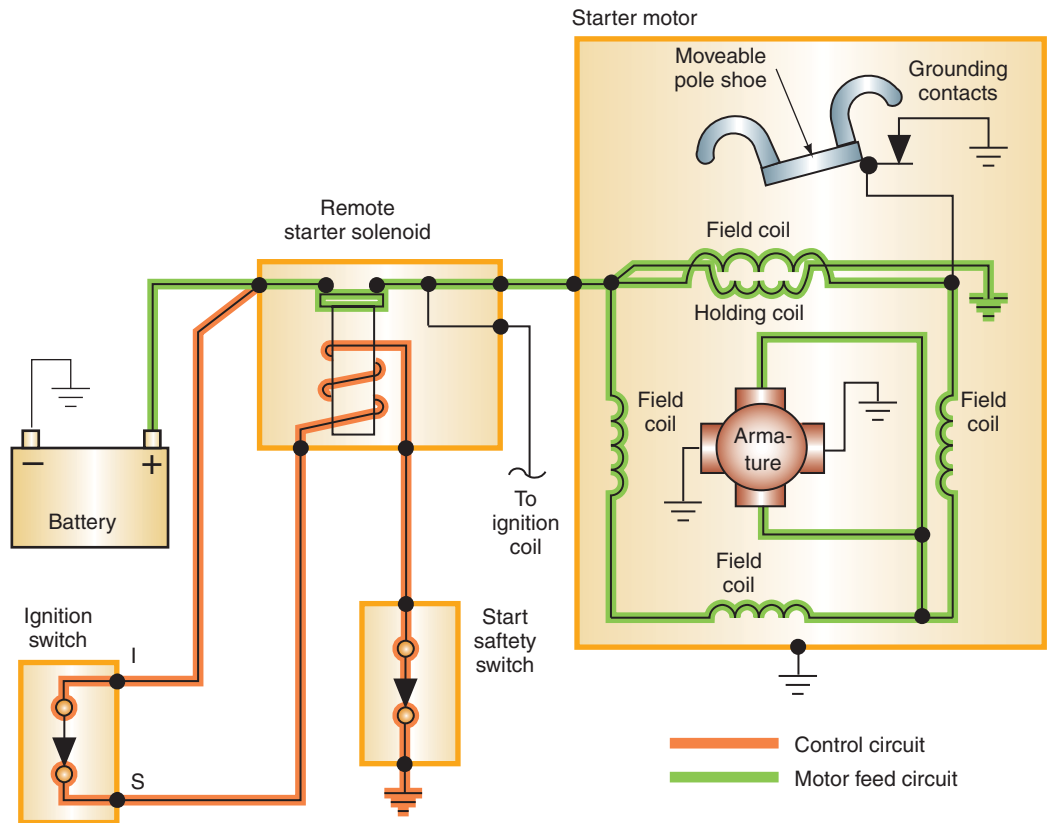 Starter motor
Moveable
pole shoe
Grounding
contacts
Remote
starter solenoid
Field coil
Holding coil
Field
coil
Arma-
ture
Field
coil
Field
coil
−
+
Battery
To
ignition
coil
Ignition
switch
I
S
Start
saftety
switch
Control circuit
Motor feed circuit